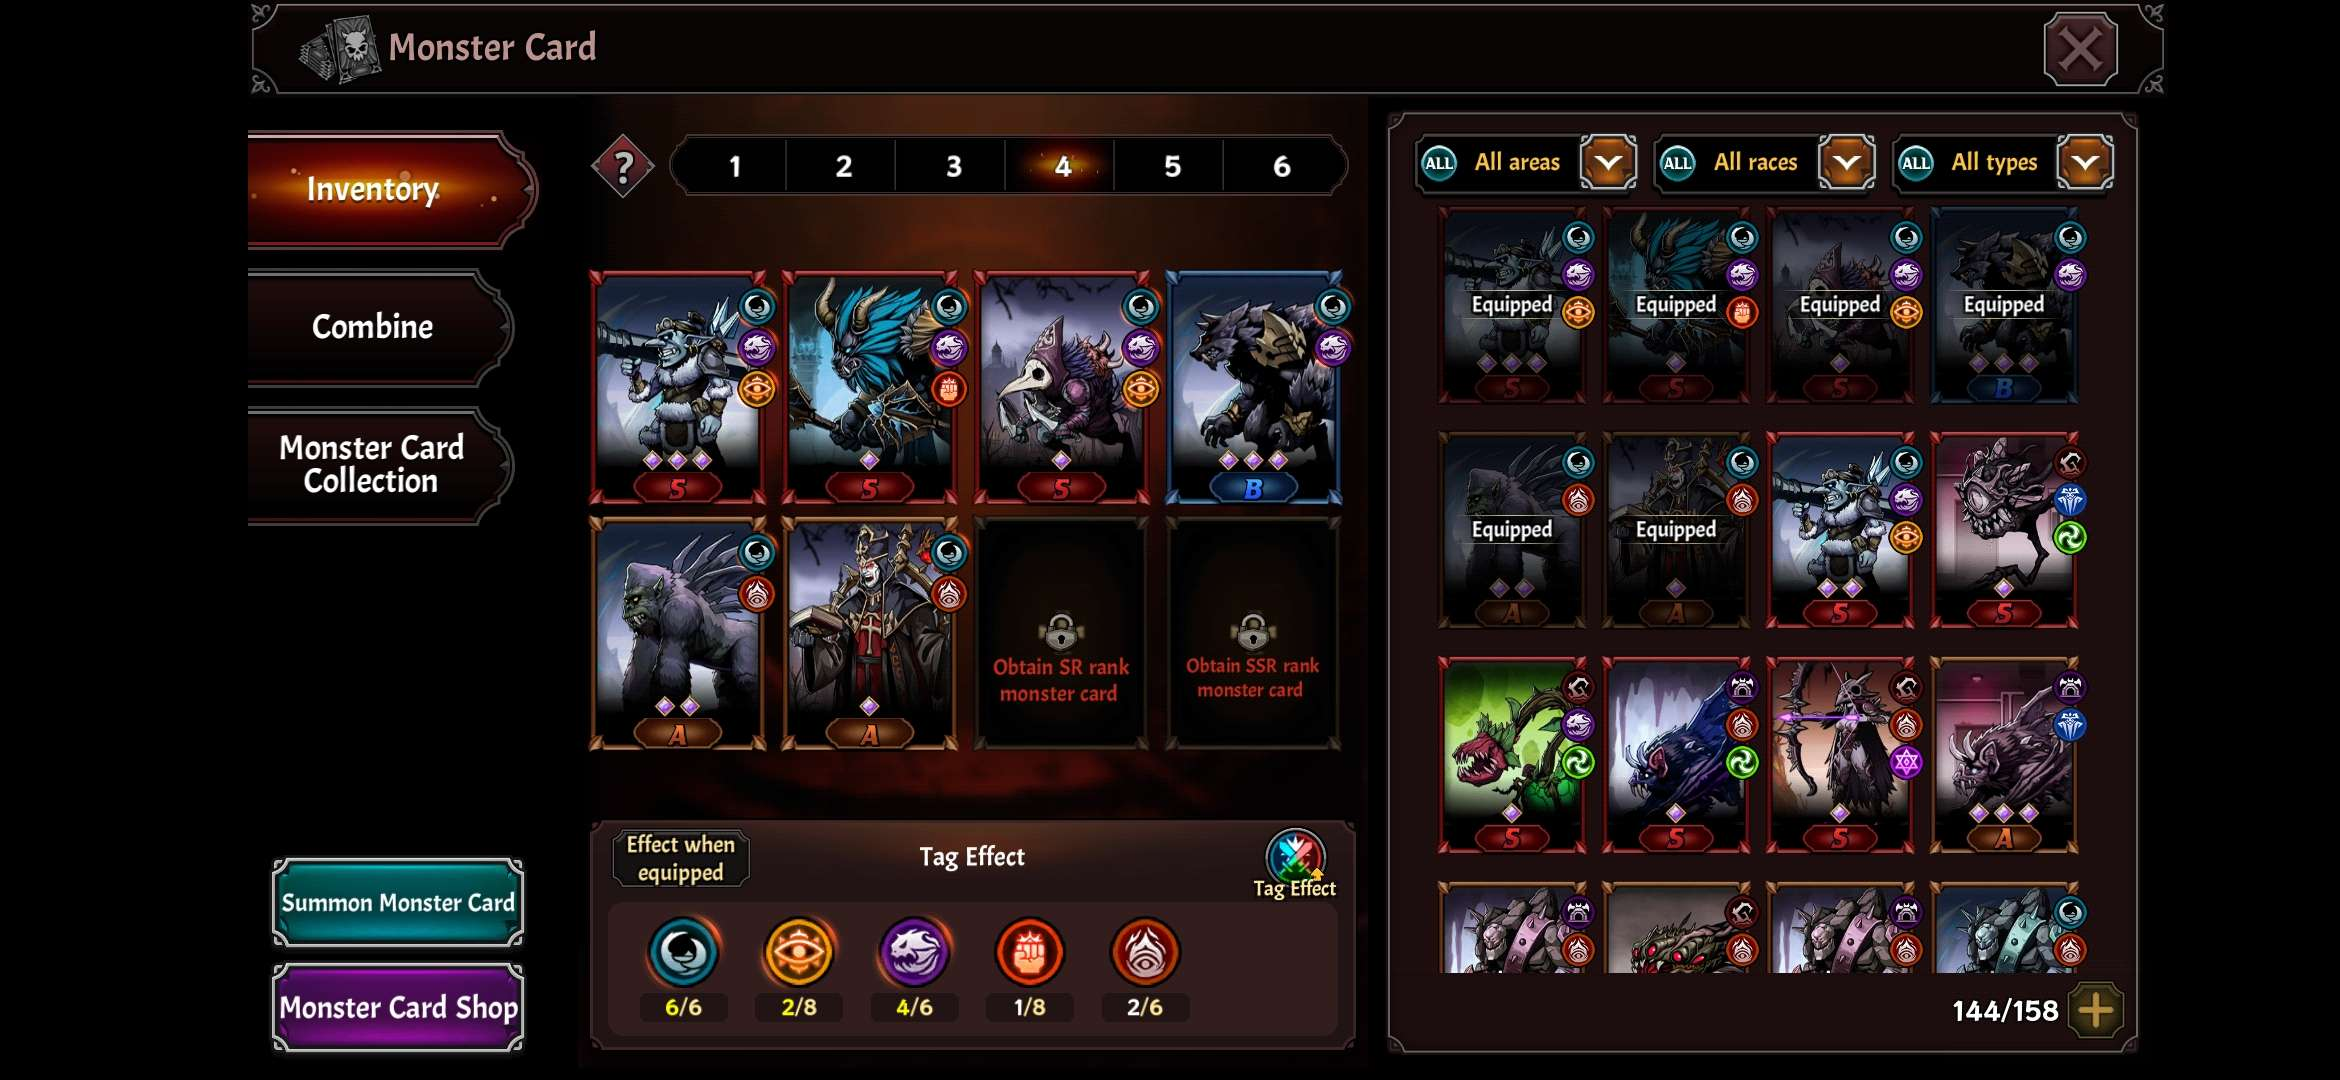 Monster Card
Inventory
Combine
Monster Card
Collection
Summon Monster Card
Monster Card Shop
?
1
2
3
4
5
6
S
S
S
B
A
A
Obtain SR rank
monster card
Obtain SSR rank
monster card
Effect when
equipped
Tag Effect
Tag Effect
6/6
2/8
4/6
1/8
2/6
ALL All areas
ALL All races
ALL All types
Equipped
Equipped
Equipped
Equipped
S
S
S
B
Equipped
Equipped
A
A
S
S
S
S
S
A
144/158